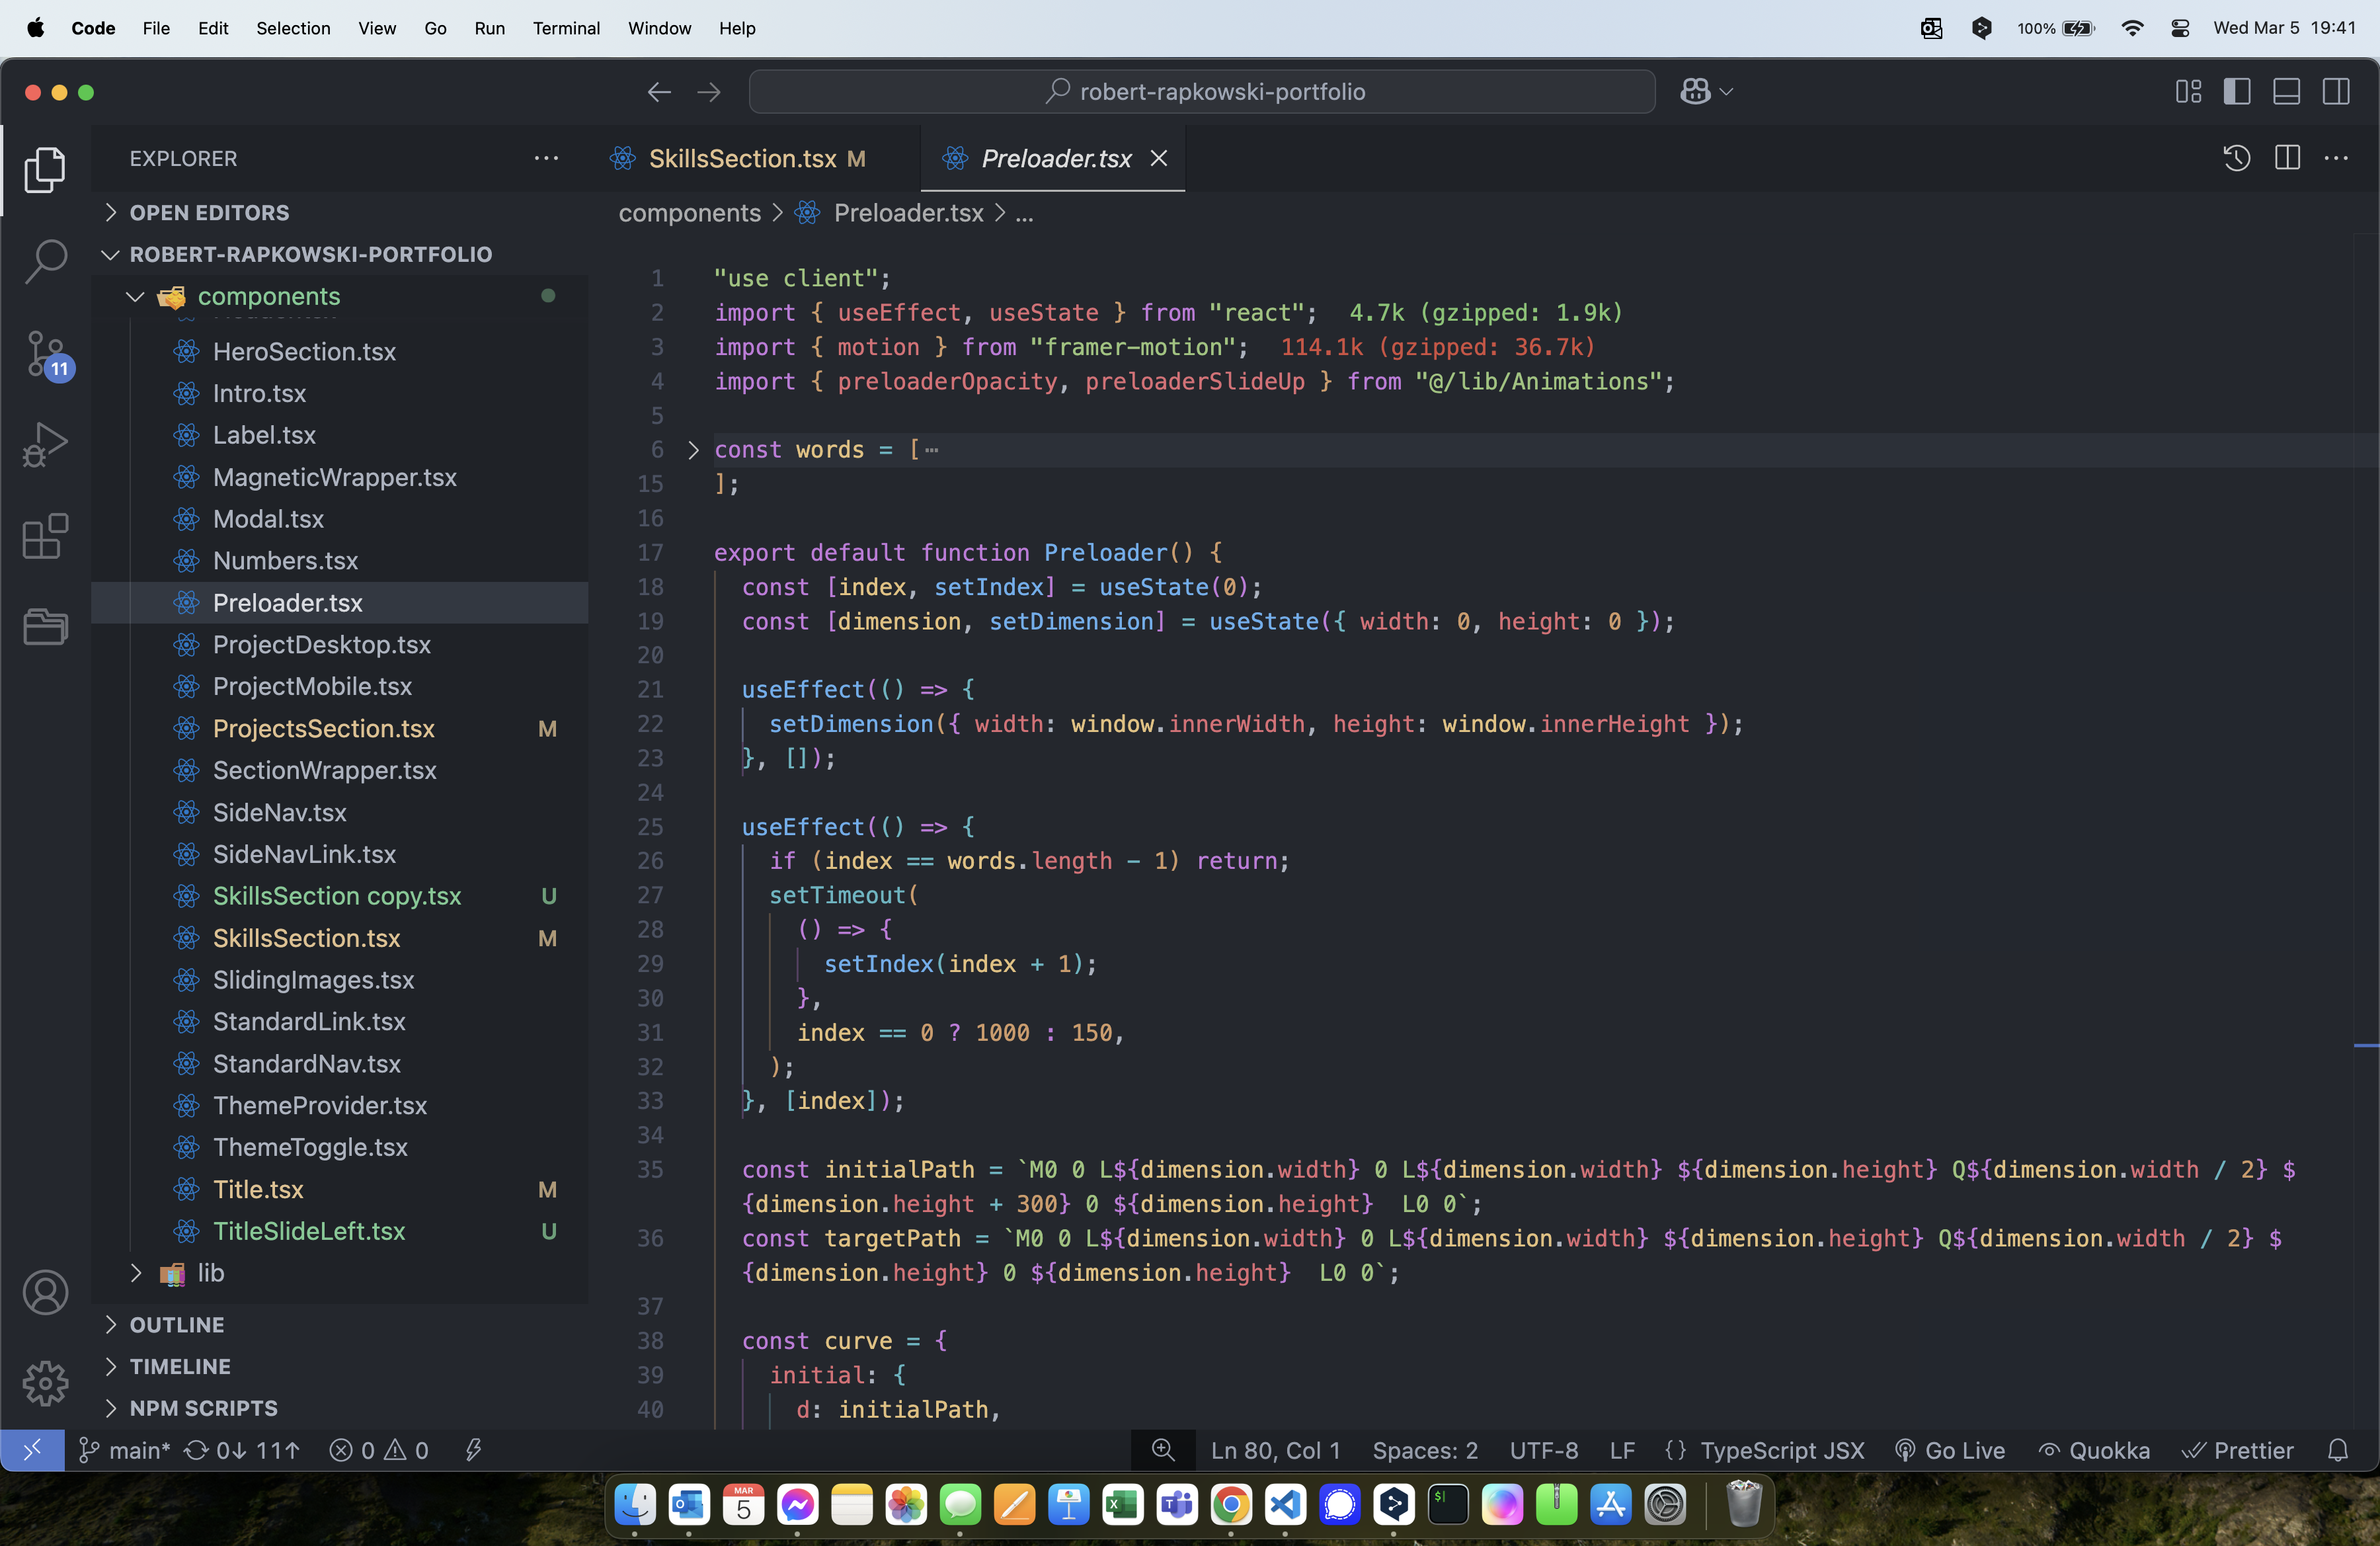 Code File Edit Selection View Go Run Terminal Window Help 100% Wed Mar 5 19:41
robert-rapkowski-portfolio
EXPLORER
OPEN EDITORS
ROBERT-RAPKOWSKI-PORTFOLIO
components
HeroSection.tsx
Intro.tsx
Label.tsx
MagneticWrapper.tsx
Modal.tsx
Numbers.tsx
Preloader.tsx
ProjectDesktop.tsx
ProjectMobile.tsx
ProjectsSection.tsx M
SectionWrapper.tsx
SideNav.tsx
SideNavLink.tsx
SkillsSection copy.tsx U
SkillsSection.tsx M
SlidingImages.tsx
StandardLink.tsx
StandardNav.tsx
ThemeProvider.tsx
ThemeToggle.tsx
Title.tsx M
TitleSlideLeft.tsx U
lib
OUTLINE
TIMELINE
NPM SCRIPTS
11
SkillsSection.tsx M Preloader.tsx
components > Preloader.tsx > ...
1 "use client";
2 import { useEffect, useState } from "react"; 4.7k (gzipped: 1.9k)
3 import { motion } from "framer-motion"; 114.1k (gzipped: 36.7k)
4 import { preloaderOpacity, preloaderSlideUp } from "@/lib/Animations";
5
6 const words = [⋯
15 ];
16
17 export default function Preloader() {
18 const [index, setIndex] = useState(0);
19 const [dimension, setDimension] = useState({ width: 0, height: 0 });
20
21 useEffect(() => {
22 setDimension({ width: window.innerWidth, height: window.innerHeight });
23 }, []);
24
25 useEffect(() => {
26 if (index == words.length - 1) return;
27 setTimeout(
28 () => {
29 setIndex(index + 1);
30 },
31 index == 0 ? 1000 : 150,
32 );
33 }, [index]);
34
35 const initialPath = `M0 0 L${dimension.width} 0 L${dimension.width} ${dimension.height} Q${dimension.width / 2} $
{dimension.height + 300} 0 ${dimension.height}  L0 0`;
36 const targetPath = `M0 0 L${dimension.width} 0 L${dimension.width} ${dimension.height} Q${dimension.width / 2} $
{dimension.height} 0 ${dimension.height}  L0 0`;
37
38 const curve = {
39 initial: {
40 d: initialPath,
main* 0↓ 11↑ 0 0 Ln 80, Col 1 Spaces: 2 UTF-8 LF {} TypeScript JSX Go Live Quokka Prettier
MAR
5